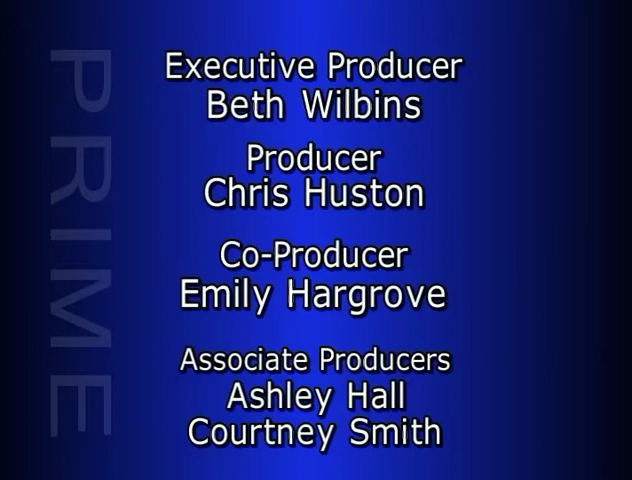 PRIME
Executive Producer
Beth Wilbins
Producer
Chris Huston
Co-Producer
Emily Hargrove
Associate Producers
Ashley Hall
Courtney Smith